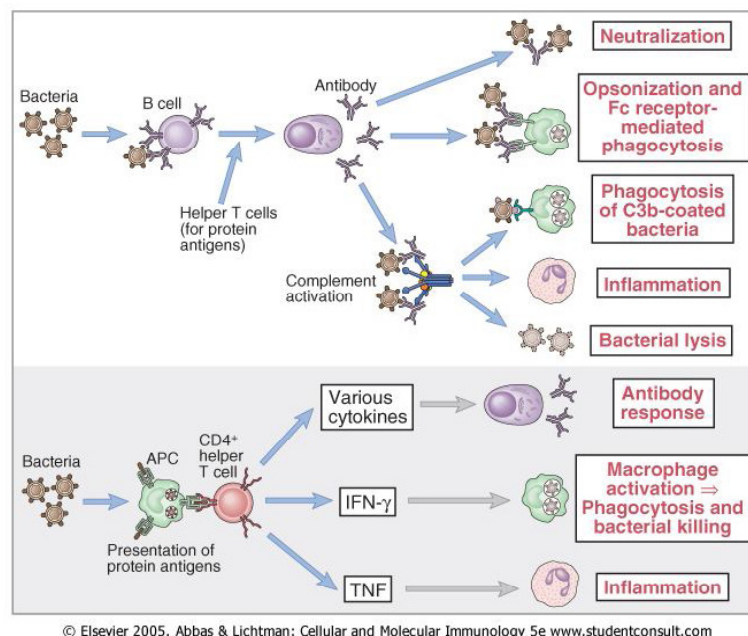 Neutralization
Bacteria
B cell
Antibody
Opsonization and
Fc receptor-
mediated
phagocytosis
Helper T cells
(for protein
antigens)
Phagocytosis
of C3b-coated
bacteria
Complement
activation
Inflammation
Bacterial lysis
Various
cytokines
Antibody
response
Bacteria
APC
CD4+
helper
T cell
IFN-γ
Macrophage
activation ⇒
Phagocytosis and
bacterial killing
Presentation of
protein antigens
TNF
Inflammation
© Elsevier 2005. Abbas & Lichtman: Cellular and Molecular Immunology 5e www.studentconsult.com